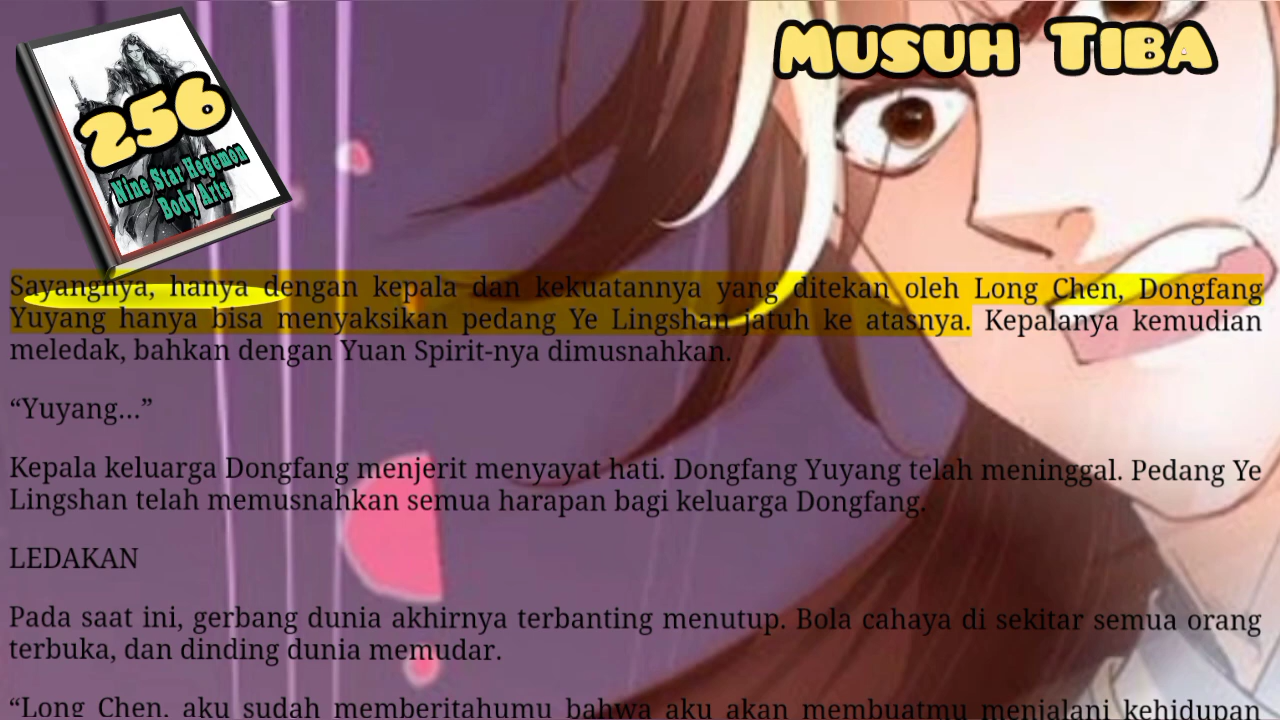 MUSUH TIBA
256
Nine Star Hegemon
Body Arts
Sayangnya, hanya dengan kepala dan kekuatannya yang ditekan oleh Long Chen, Dongfang
Yuyang hanya bisa menyaksikan pedang Ye Lingshan jatuh ke atasnya. Kepalanya kemudian
meledak, bahkan dengan Yuan Spirit-nya dimusnahkan.
“Yuyang…”
Kepala keluarga Dongfang menjerit menyayat hati. Dongfang Yuyang telah meninggal. Pedang Ye
Lingshan telah memusnahkan semua harapan bagi keluarga Dongfang.
LEDAKAN
Pada saat ini, gerbang dunia akhirnya terbanting menutup. Bola cahaya di sekitar semua orang
terbuka, dan dinding dunia memudar.
“Long Chen, aku sudah memberitahumu bahwa aku akan membuatmu menjalani kehidupan